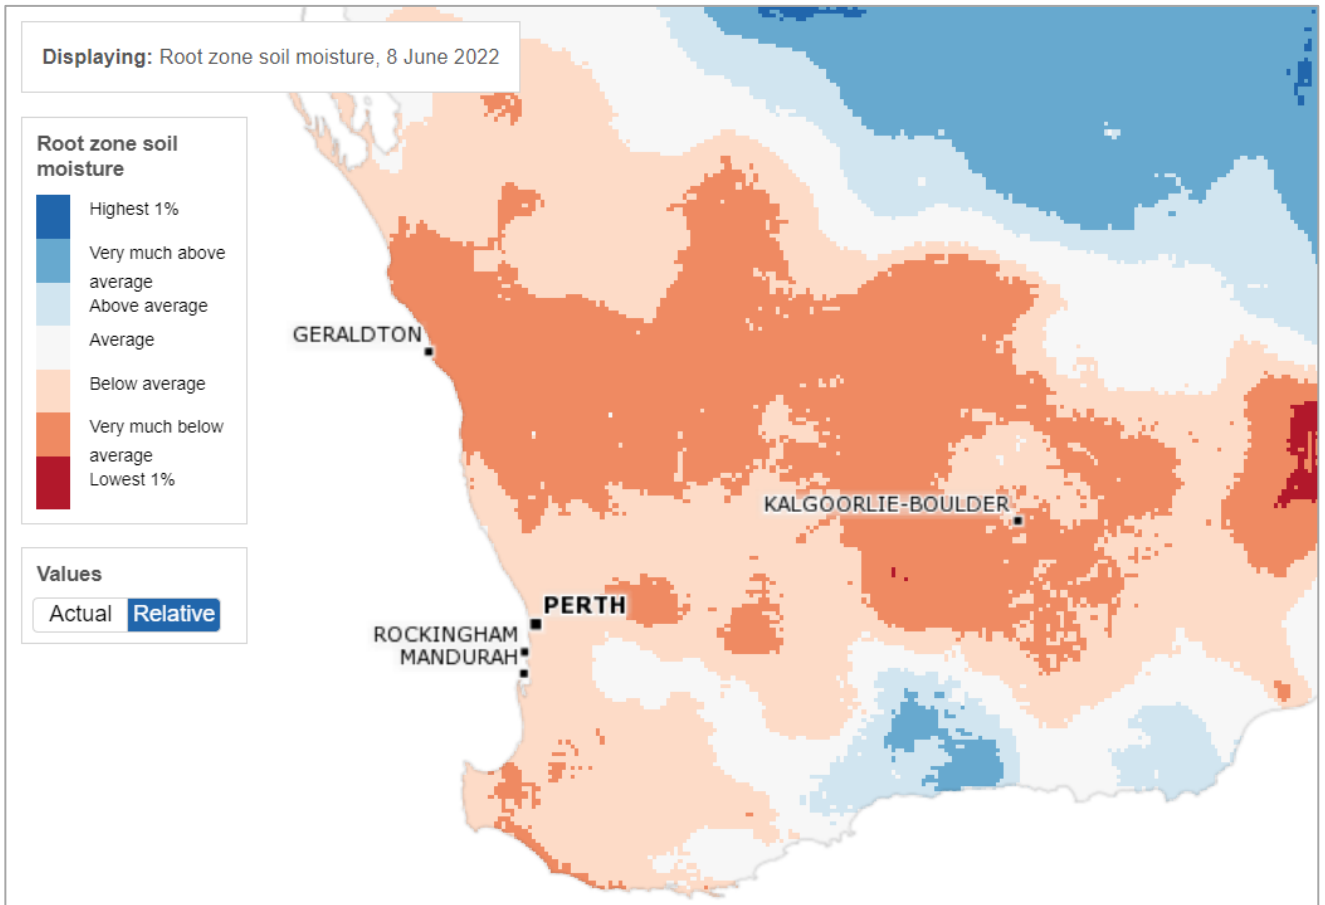 Displaying: Root zone soil moisture, 8 June 2022
Root zone soil
moisture
Highest 1%
Very much above
average
Above average
Average
Below average
Very much below
average
Lowest 1%
Values
Actual Relative
GERALDTON
KALGOORLIE-BOULDER
PERTH
ROCKINGHAM
MANDURAH